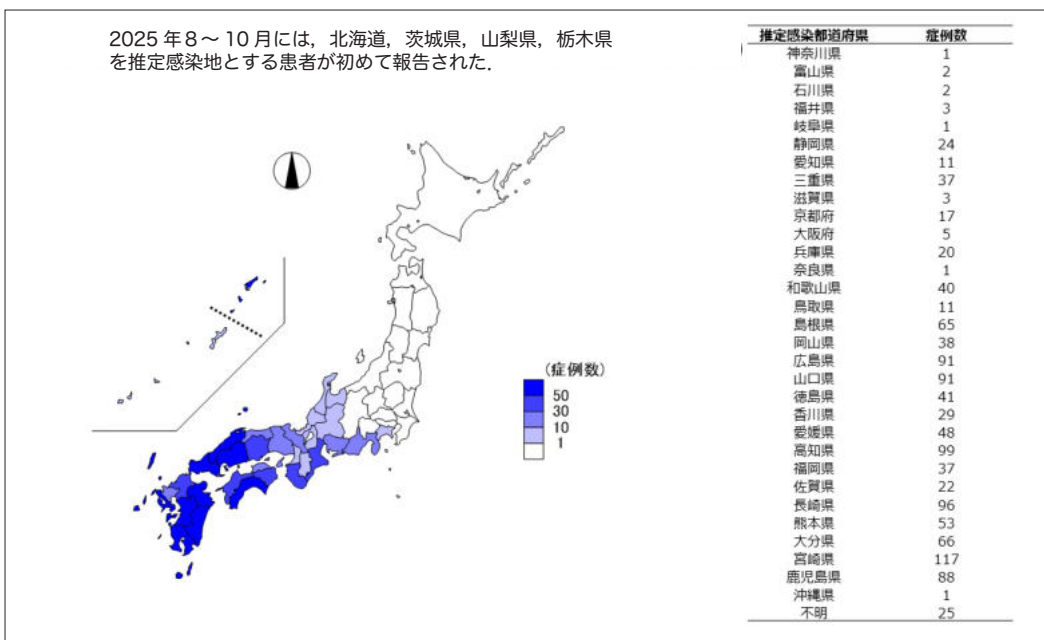 2025年8～10月には，北海道，茨城県，山梨県，栃木県
を推定感染地とする患者が初めて報告された．
(症例数)
50
30
10
1
推定感染都道府県 症例数
神奈川県 1
富山県 2
石川県 2
福井県 3
岐阜県 1
静岡県 24
愛知県 11
三重県 37
滋賀県 3
京都府 17
大阪府 5
兵庫県 20
奈良県 1
和歌山県 40
鳥取県 11
島根県 65
岡山県 38
広島県 91
山口県 91
徳島県 41
香川県 29
愛媛県 48
高知県 99
福岡県 37
佐賀県 22
長崎県 96
熊本県 53
大分県 66
宮崎県 117
鹿児島県 88
沖縄県 1
不明 25